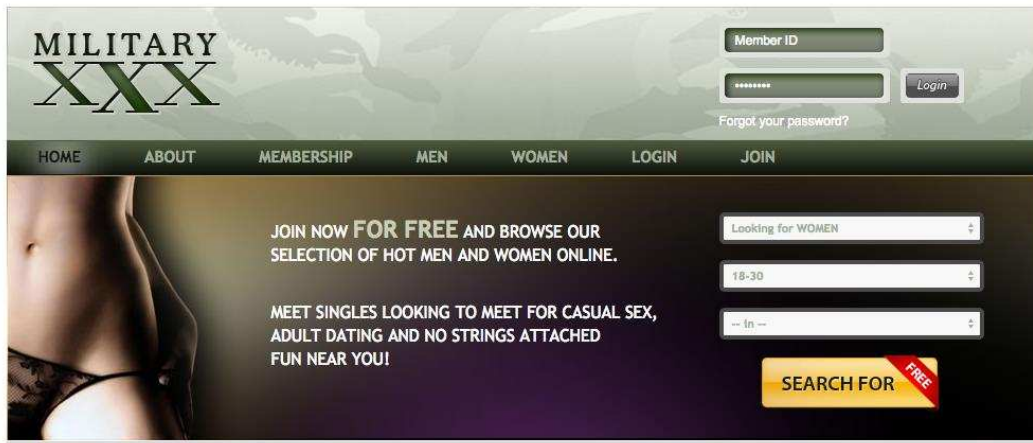 MILITARY
XXX
Member ID
••••••••
Login
Forgot your password?
HOME ABOUT MEMBERSHIP MEN WOMEN LOGIN JOIN
JOIN NOW FOR FREE AND BROWSE OUR
SELECTION OF HOT MEN AND WOMEN ONLINE.
MEET SINGLES LOOKING TO MEET FOR CASUAL SEX,
ADULT DATING AND NO STRINGS ATTACHED
FUN NEAR YOU!
Looking for WOMEN
18-30
-- in --
SEARCH FOR
FREE